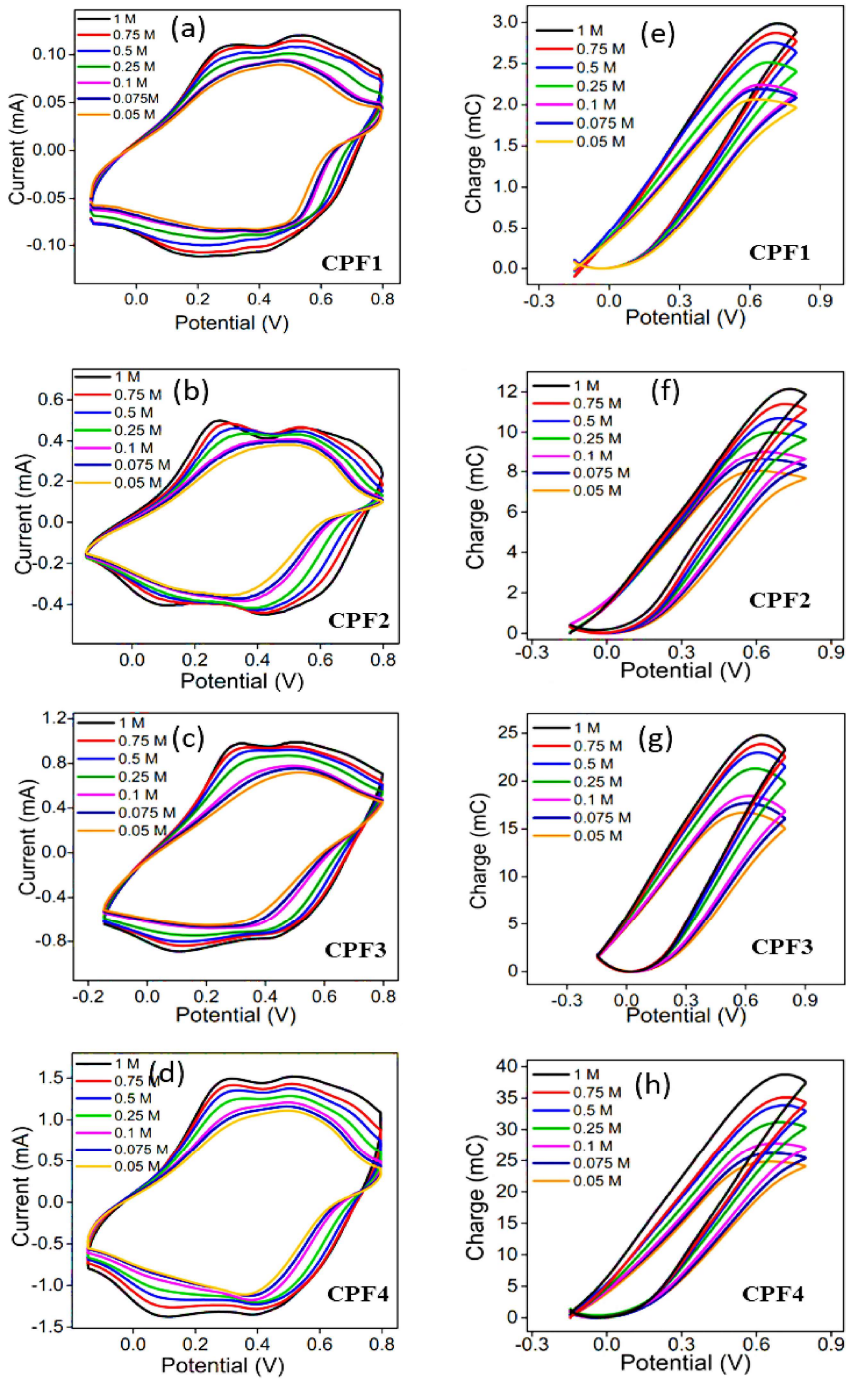 (a)
1 M
0.75 M
0.5 M
0.25 M
0.1 M
0.075M
0.05 M
0.10
0.05
0.00
-0.05
-0.10
Current (mA)
CPF1
0.0 0.2 0.4 0.6 0.8
Potential (V)
(e)
1 M
0.75 M
0.5 M
0.25 M
0.1 M
0.075 M
0.05 M
3.0
2.5
2.0
1.5
1.0
0.5
0.0
Charge (mC)
CPF1
-0.3 0.0 0.3 0.6 0.9
Potential (V)
(b)
1 M
0.75 M
0.5 M
0.25 M
0.1 M
0.075 M
0.05 M
0.6
0.4
0.2
0.0
-0.2
-0.4
Current (mA)
CPF2
0.0 0.2 0.4 0.6 0.8
Potential (V)
(f)
1 M
0.75 M
0.5 M
0.25 M
0.1 M
0.075 M
0.05 M
12
10
8
6
4
2
0
Charge (mC)
CPF2
-0.3 0.0 0.3 0.6 0.9
Potential (V)
(c)
1 M
0.75 M
0.5 M
0.25 M
0.1 M
0.075 M
0.05 M
1.2
0.8
0.4
0.0
-0.4
-0.8
Current (mA)
CPF3
-0.2 0.0 0.2 0.4 0.6 0.8
Potential (V)
(g)
1 M
0.75 M
0.5 M
0.25 M
0.1 M
0.075 M
0.05 M
25
20
15
10
5
0
Charge (mC)
CPF3
-0.3 0.0 0.3 0.6 0.9
Potential (V)
(d)
1 M
0.75 M
0.5 M
0.25 M
0.1 M
0.075 M
0.05 M
1.5
1.0
0.5
0.0
-0.5
-1.0
-1.5
Current (mA)
CPF4
0.0 0.2 0.4 0.6 0.8
Potential (V)
(h)
1 M
0.75 M
0.5 M
0.25 M
0.1 M
0.075 M
0.05 M
40
35
30
25
20
15
10
5
0
Charge (mC)
CPF4
-0.3 0.0 0.3 0.6 0.9
Potential (V)